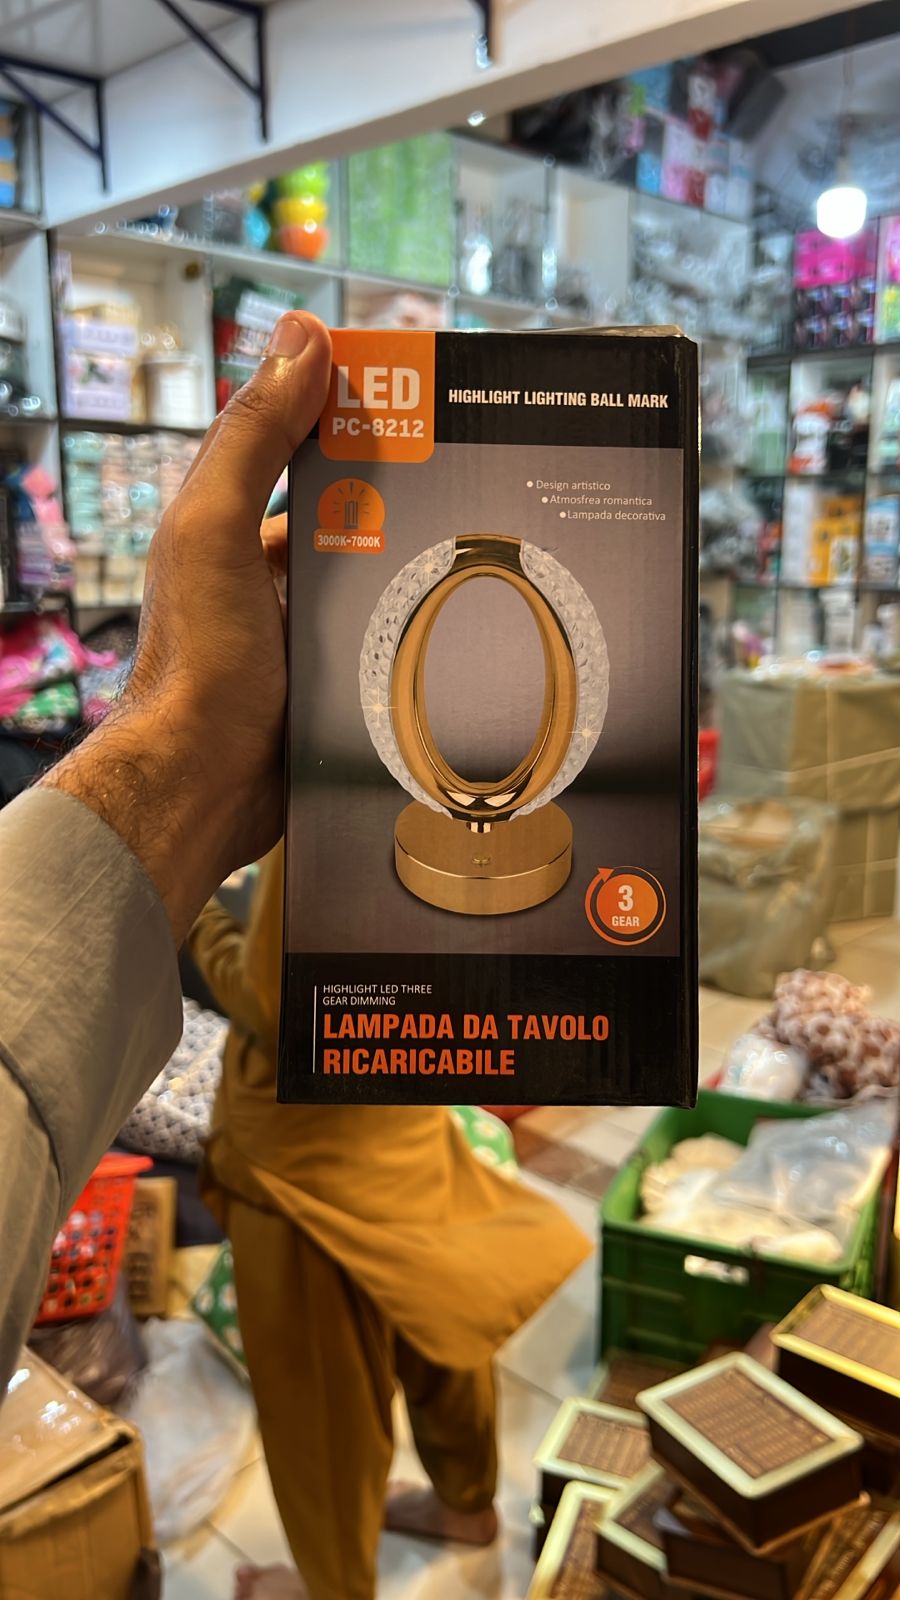 LED
PC-8212
HIGHLIGHT LIGHTING BALL MARK
Design artistico
Atmosfrea romantica
Lampada decorativa
3000K-7000K
3
GEAR
HIGHLIGHT LED THREE
GEAR DIMMING
LAMPADA DA TAVOLO
RICARICABILE